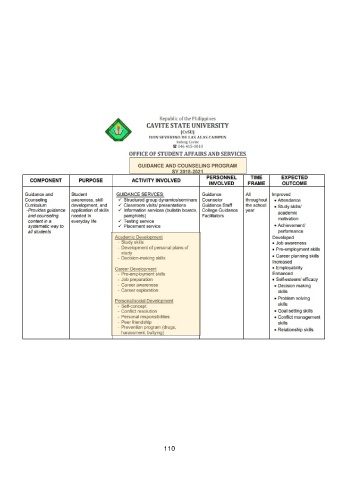 Republic of the Philippines
CAVITE STATE UNIVERSITY
(CvSU)
DON SEVERINO DE LAS ALAS CAMPUS
Indang, Cavite
OFFICE OF STUDENT AFFAIRS AND SERVICES
GUIDANCE AND COUNSELING PROGRAM
SY 2018-2021
COMPONENT
PURPOSE
ACTIVITY INVOLVED
PERSONNEL
INVOLVED
TIME
FRAME
EXPECTED
OUTCOME
Guidance and
Counseling
Curriculum
-Provides guidance
and counseling
content in a
systematic way to
all students
Student
awareness, skill
development, and
application of skills
needed in
everyday life
GUIDANCE SERVCES:
✓ Structured group dynamics/seminars
✓ Classroom visits/ presentations
✓ Information services (bulletin boards,
pamphlets)
✓ Testing service
✓ Placement service
Academic Development
- Study skills
- Development of personal plans of
study
- Decision-making skills
Career Development
- Pre-employment skills
- Job preparation
- Career awareness
- Career exploration
Personal/social Development
- Self-concept
- Conflict resolution
- Personal responsibilities
- Peer friendship
- Prevention program (drugs,
harassment, bullying)
Guidance
Counselor
Guidance Staff
College Guidance
Facilitators
All
throughout
the school
year
Improved
• Attendance
• Study skills/
academic
motivation
• Achievement/
performance
Developed
• Job awareness
• Pre-employment skills
• Career planning skills
Increased
• Employability
Enhanced
• Self-esteem/ efficacy
• Decision making
skills
• Problem solving
skills
• Goal setting skills
• Conflict management
skills
• Relationship skills
110